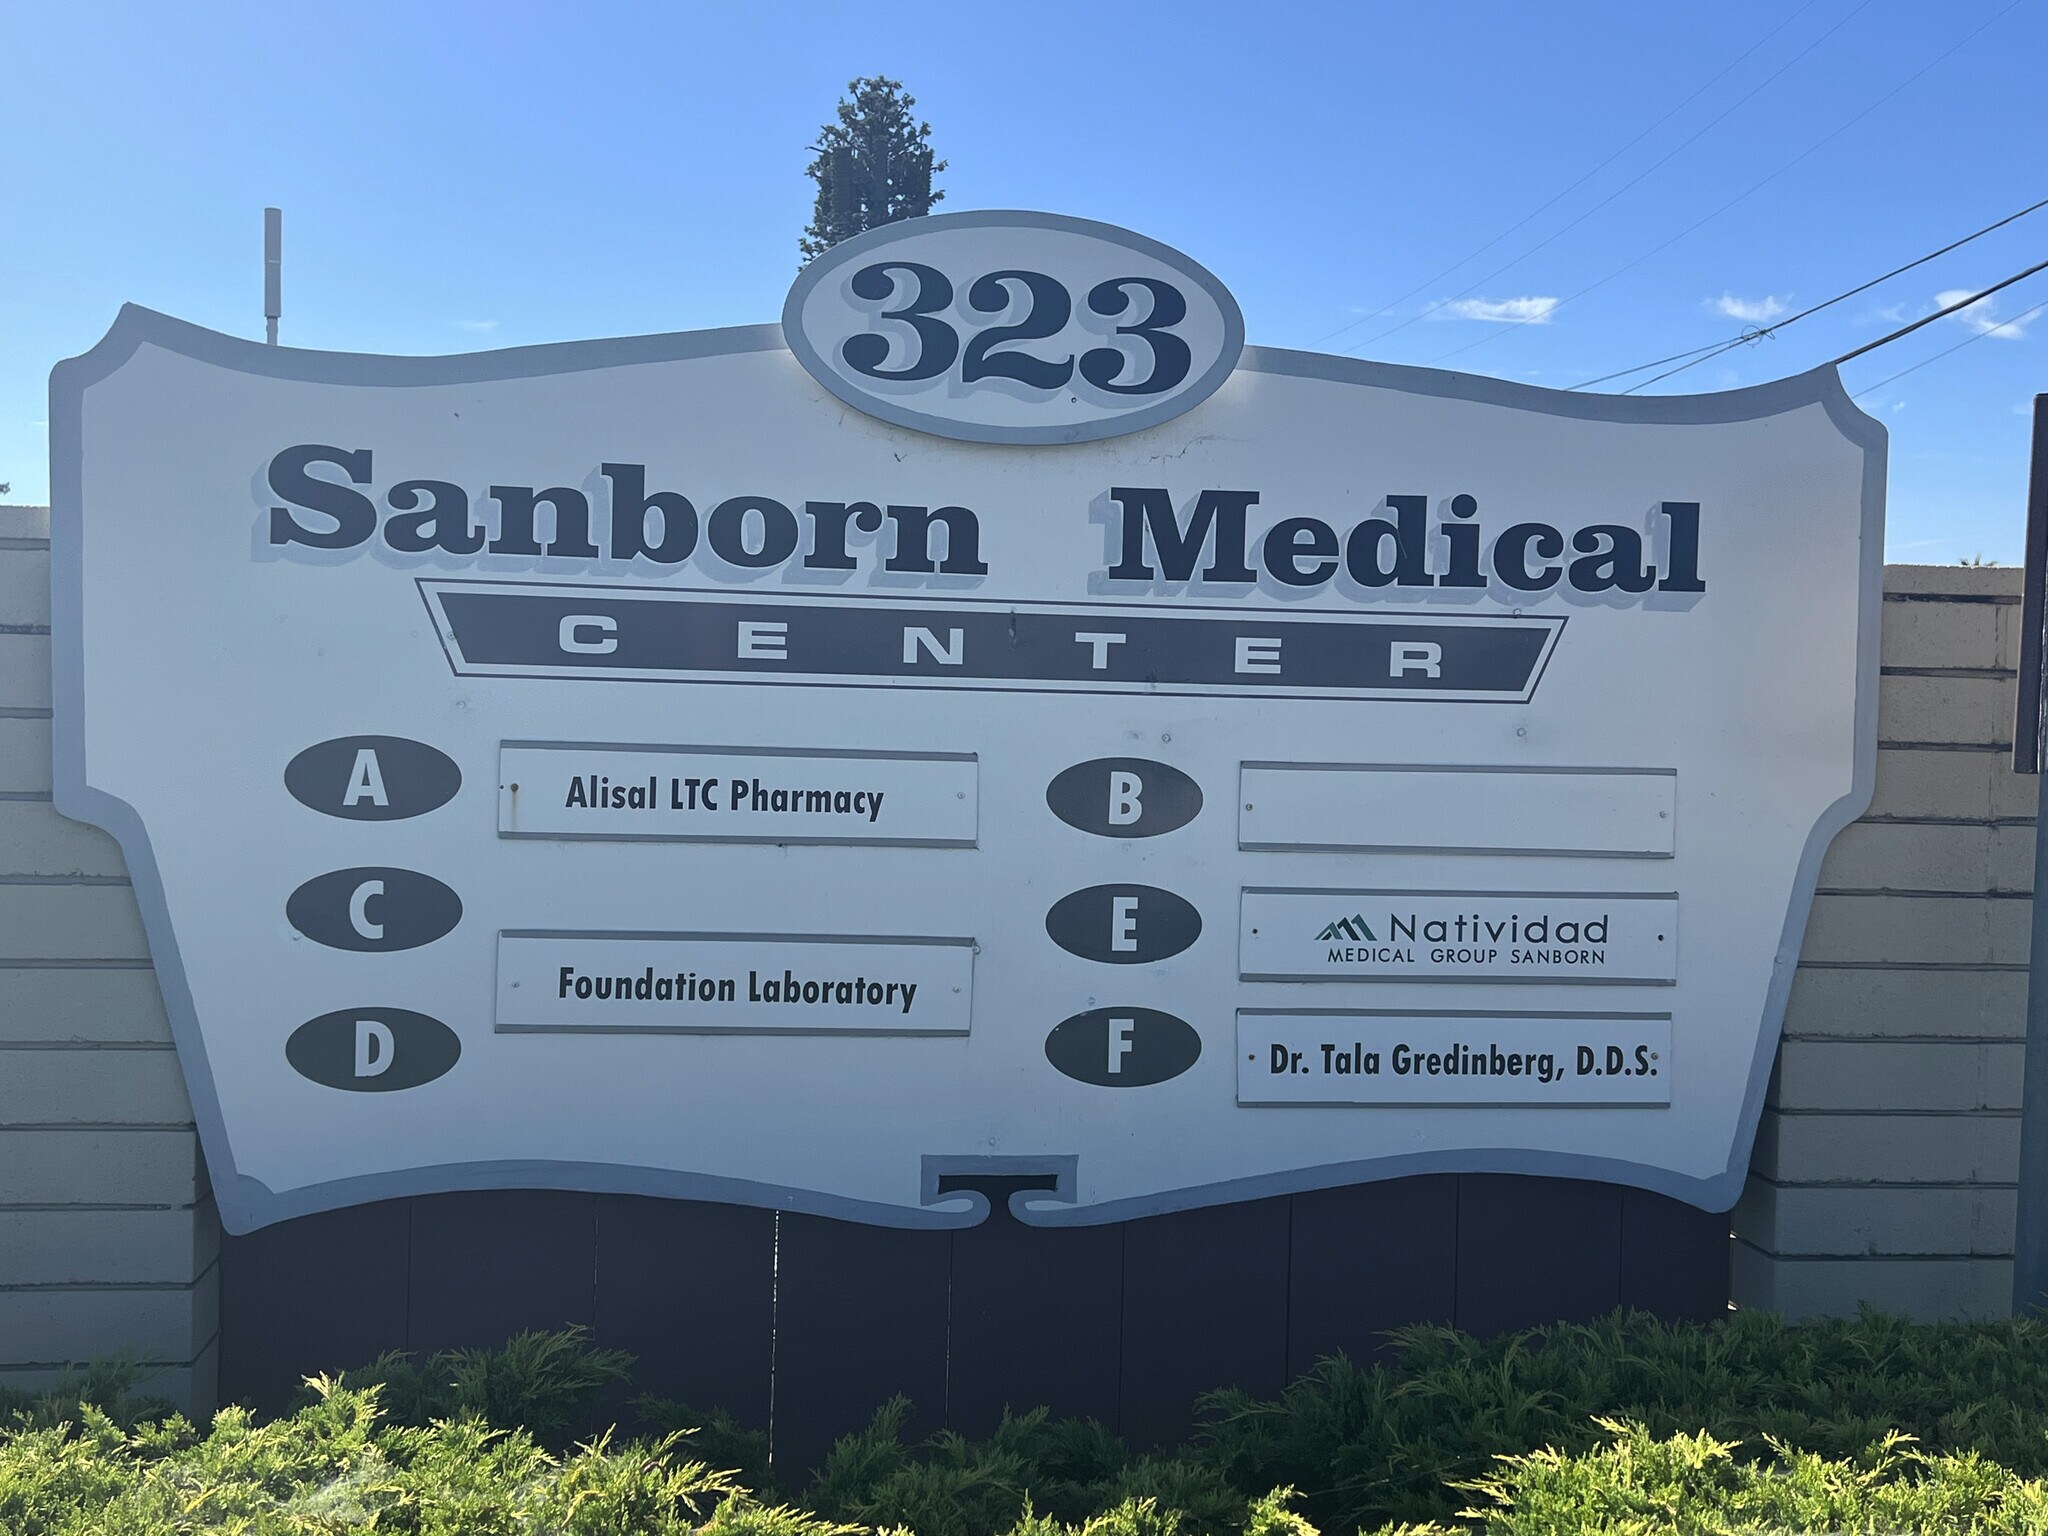 323
Sanborn Medical
CENTER
A
Alisal LTC Pharmacy
B
C
Foundation Laboratory
D
E
Natividad
MEDICAL GROUP SANBORN
F
Dr. Tala Gredinberg, D.D.S.